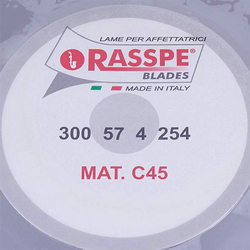 LAME PER AFFETTATRICI
RASSPE
BLADES
MADE IN ITALY
300 57 4 254
MAT. C45